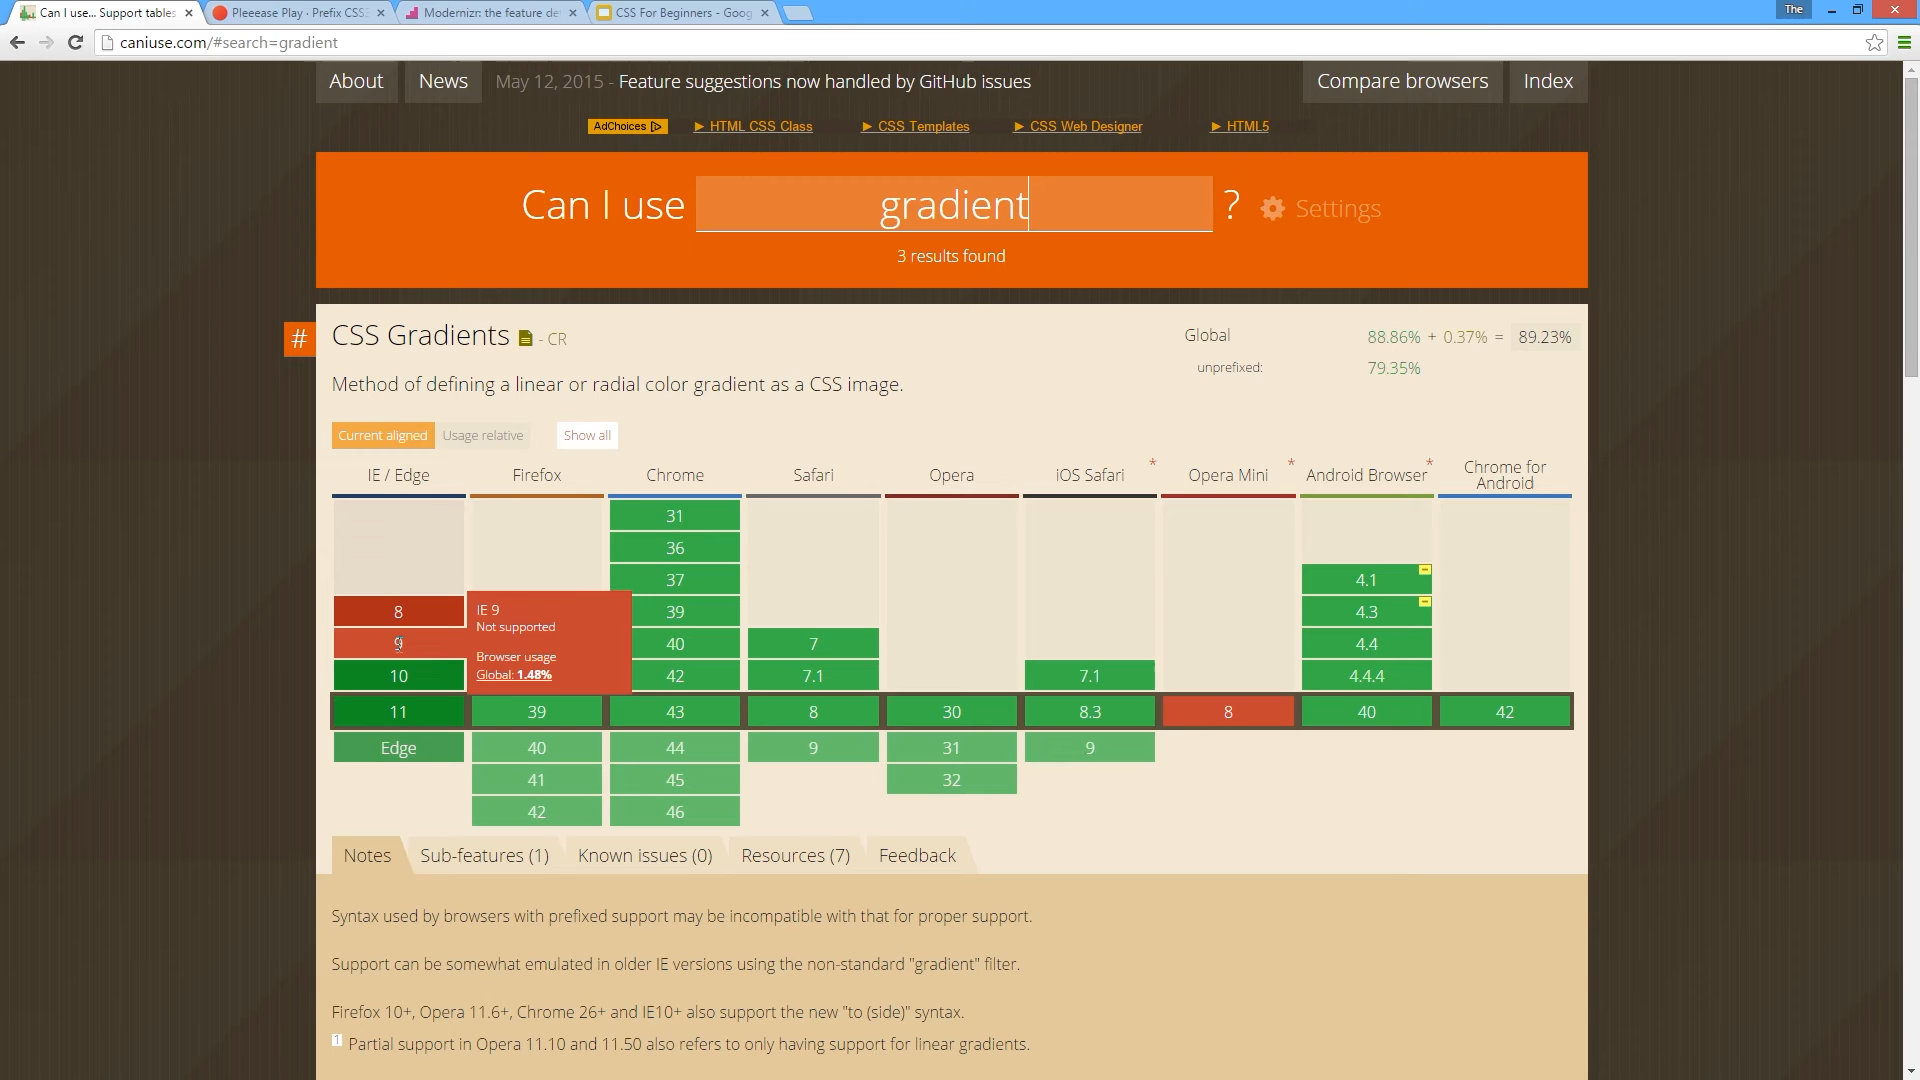 Can I use... Support tables
Pleeease Play · Prefix CSS3
Modernizr: the feature de
CSS For Beginners - Goog
The
caniuse.com/#search=gradient
About
News
May 12, 2015 - Feature suggestions now handled by GitHub issues
Compare browsers
Index
AdChoices
► HTML CSS Class
► CSS Templates
► CSS Web Designer
► HTML5
Can I use gradient ? Settings
3 results found
#
CSS Gradients - CR
Global 88.86% + 0.37% = 89.23%
unprefixed: 79.35%
Method of defining a linear or radial color gradient as a CSS image.
Current aligned Usage relative Show all
IE / Edge Firefox Chrome Safari Opera iOS Safari * Opera Mini * Android Browser * Chrome for Android
31
36
37 4.1
8 39 4.3
9 40 7 4.4
10 42 7.1 7.1 4.4.4
IE 9
Not supported
Browser usage
Global: 1.48%
11 39 43 8 30 8.3 8 40 42
Edge 40 44 9 31 9
41 45 32
42 46
Notes Sub-features (1) Known issues (0) Resources (7) Feedback
Syntax used by browsers with prefixed support may be incompatible with that for proper support.
Support can be somewhat emulated in older IE versions using the non-standard "gradient" filter.
Firefox 10+, Opera 11.6+, Chrome 26+ and IE10+ also support the new "to (side)" syntax.
1 Partial support in Opera 11.10 and 11.50 also refers to only having support for linear gradients.